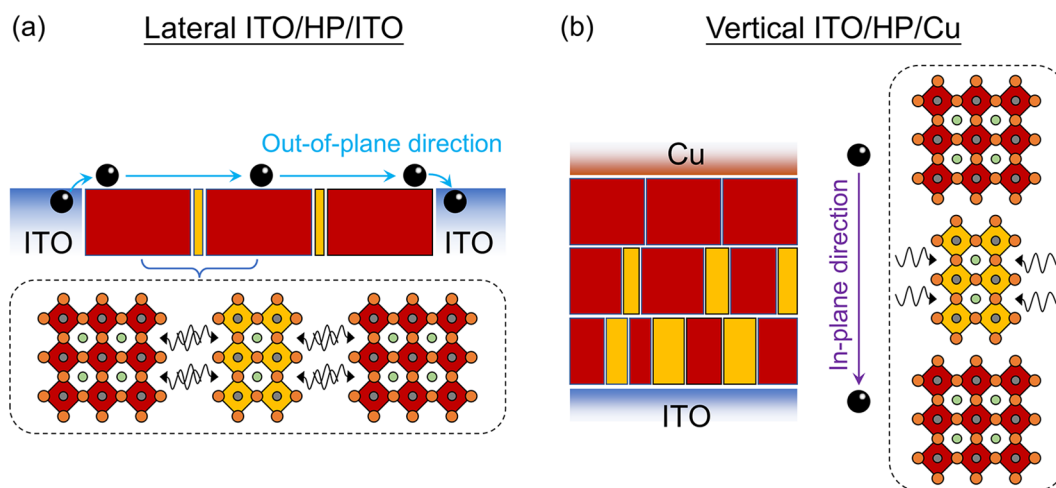 (a) Lateral ITO/HP/ITO
Out-of-plane direction
ITO ITO
(b) Vertical ITO/HP/Cu
Cu
ITO
In-plane direction